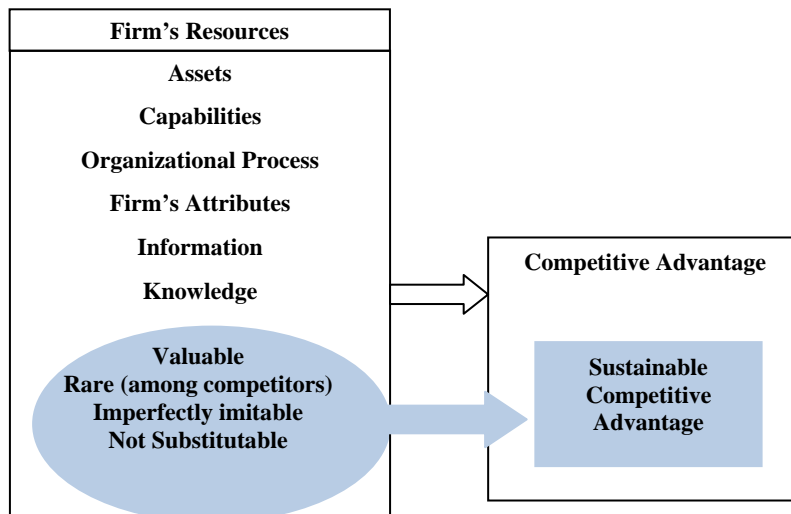 Firm’s Resources
Assets
Capabilities
Organizational Process
Firm’s Attributes
Information
Knowledge
Valuable
Rare (among competitors)
Imperfectly imitable
Not Substitutable
Competitive Advantage
Sustainable
Competitive
Advantage